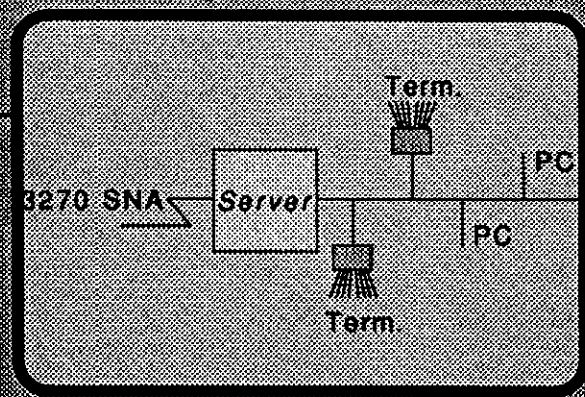 Term.
PC
3270 SNA
Server
PC
Term.